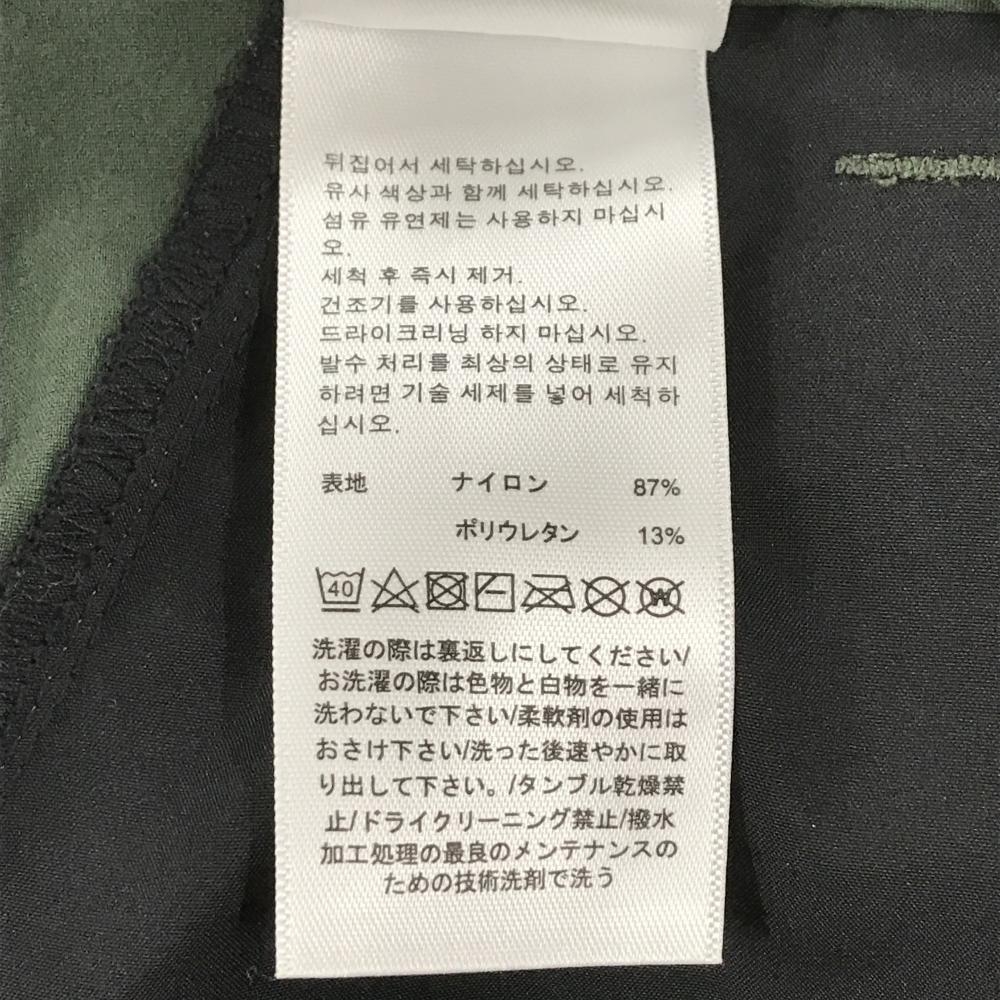 뒤집어서 세탁하십시오.
유사 색상과 함께 세탁하십시오.
섬유 유연제는 사용하지 마십시
오.
세척 후 즉시 제거.
건조기를 사용하십시오.
드라이크리닝 하지 마십시오.
발수 처리를 최상의 상태로 유지
하려면 기술 세제를 넣어 세척하
십시오.
表地 ナイロン 87%
ポリウレタン 13%
40 W
洗濯の際は裏返しにしてください/
お洗濯の際は色物と白物を一緒に
洗わないで下さい/柔軟剤の使用は
おさけ下さい/洗った後速やかに取
り出して下さい。/タンブル乾燥禁
止/ドライクリーニング禁止/撥水
加工処理の最良のメンテナンスの
ための技術洗剤で洗う